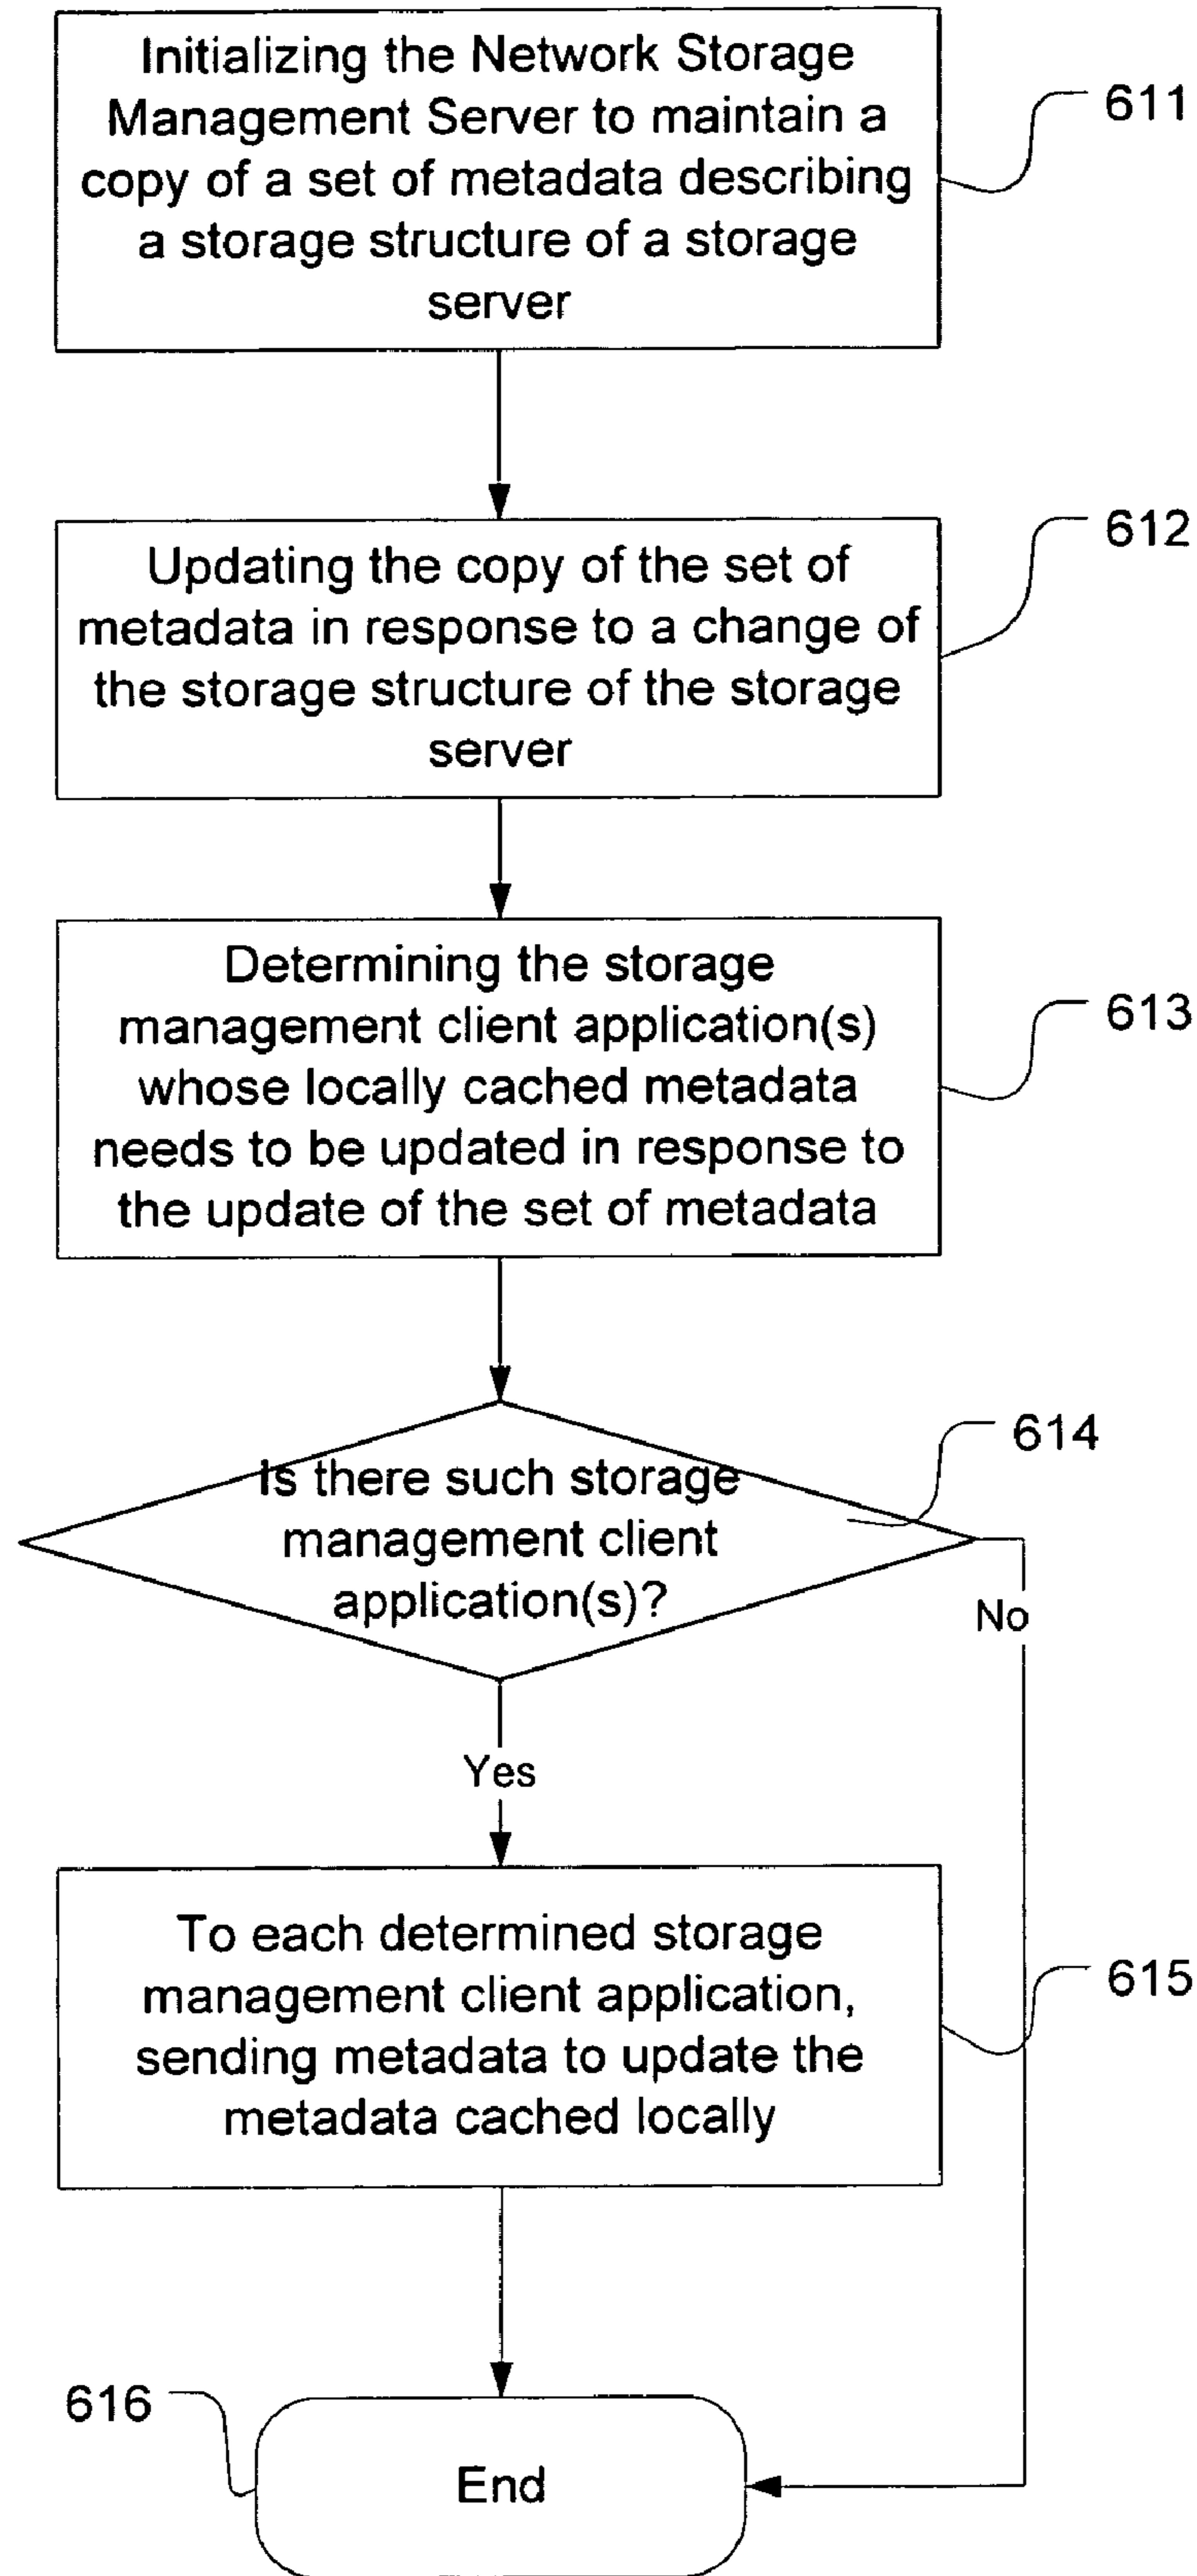 Initializing the Network Storage
Management Server to maintain a
copy of a set of metadata describing
a storage structure of a storage
server
611
Updating the copy of the set of
metadata in response to a change of
the storage structure of the storage
server
612
Determining the storage
management client application(s)
whose locally cached metadata
needs to be updated in response to
the update of the set of metadata
613
Is there such storage
management client
application(s)?
614
No
Yes
To each determined storage
management client application,
sending metadata to update the
metadata cached locally
615
616
End